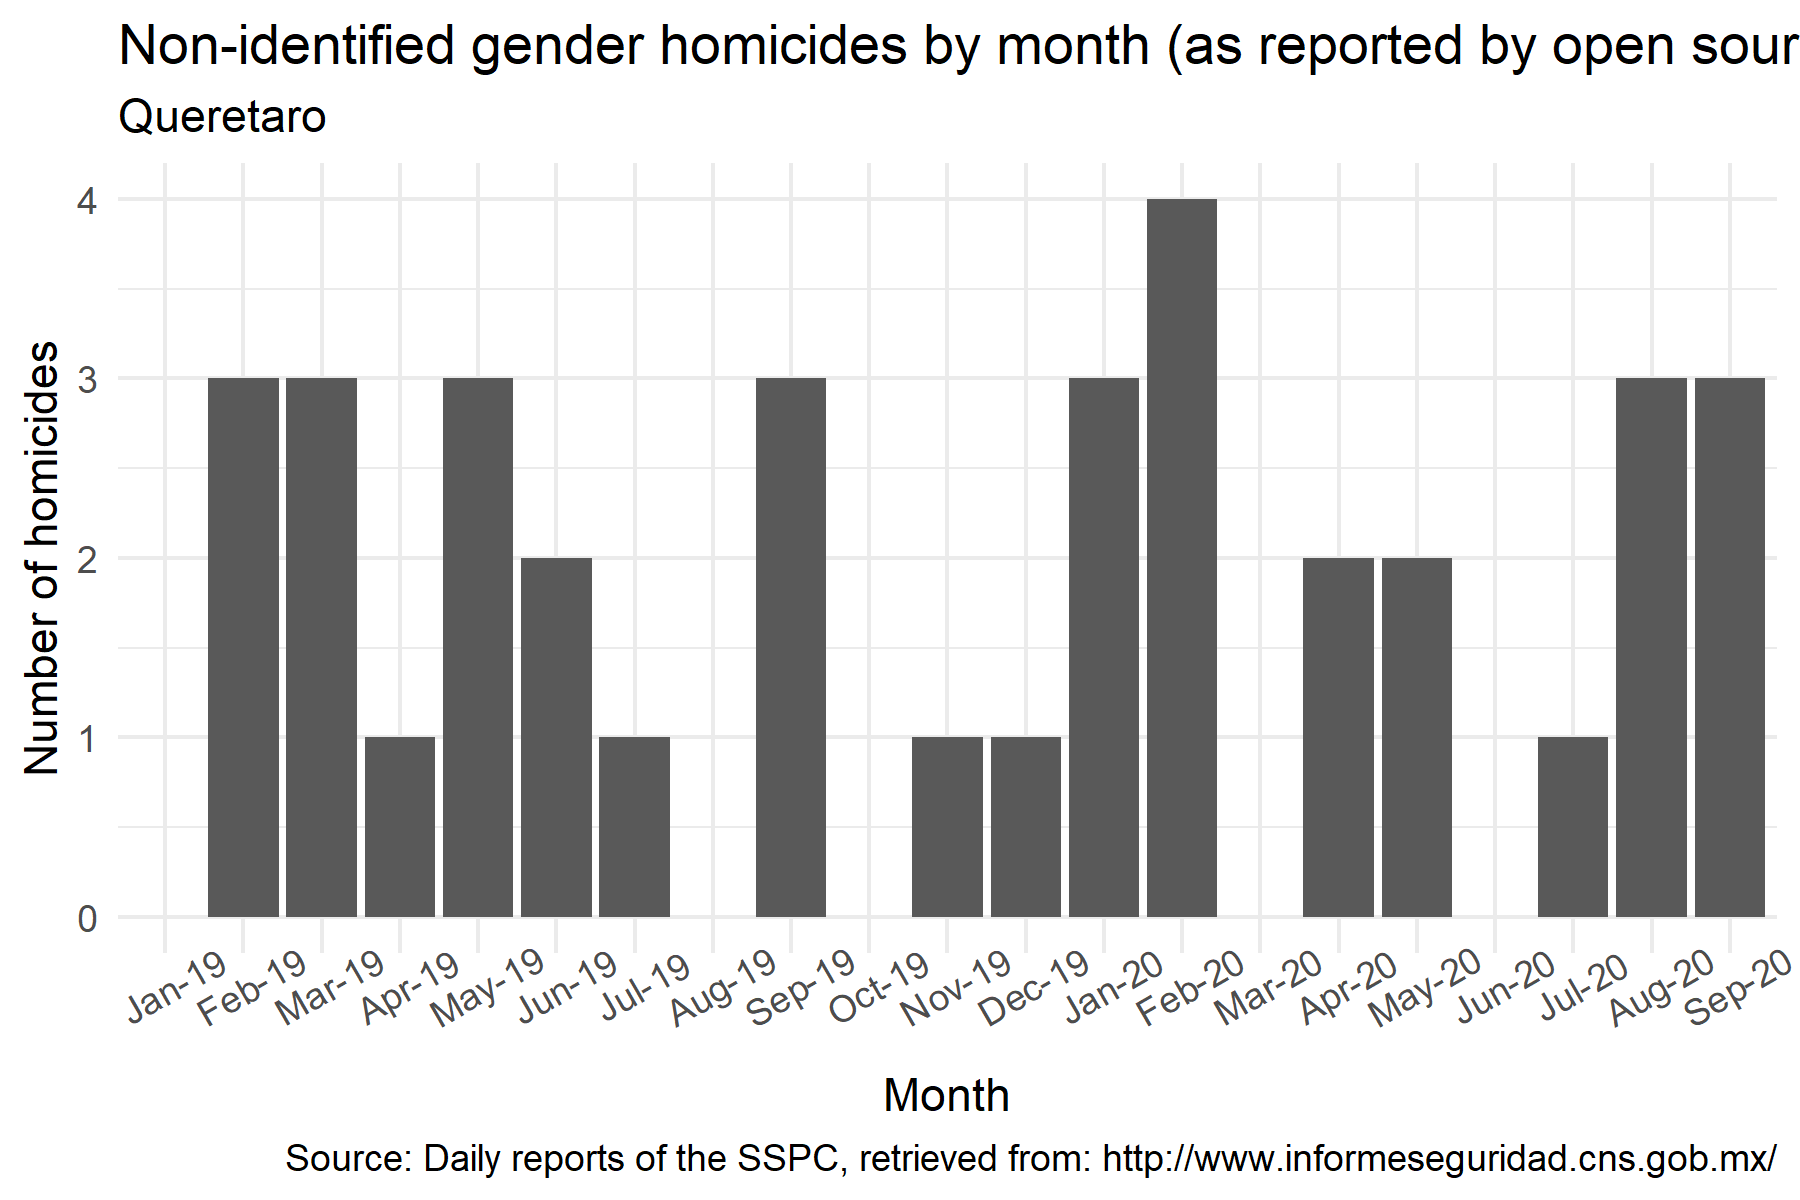 Non-identified gender homicides by month (as reported by open sour
Queretaro
Number of homicides
4
3
2
1
0
Jan-19 Feb-19 Mar-19 Apr-19 May-19 Jun-19 Jul-19 Aug-19 Sep-19 Oct-19 Nov-19 Dec-19 Jan-20 Feb-20 Mar-20 Apr-20 May-20 Jun-20 Jul-20 Aug-20 Sep-20
Month
Source: Daily reports of the SSPC, retrieved from: http://www.informeseguridad.cns.gob.mx/